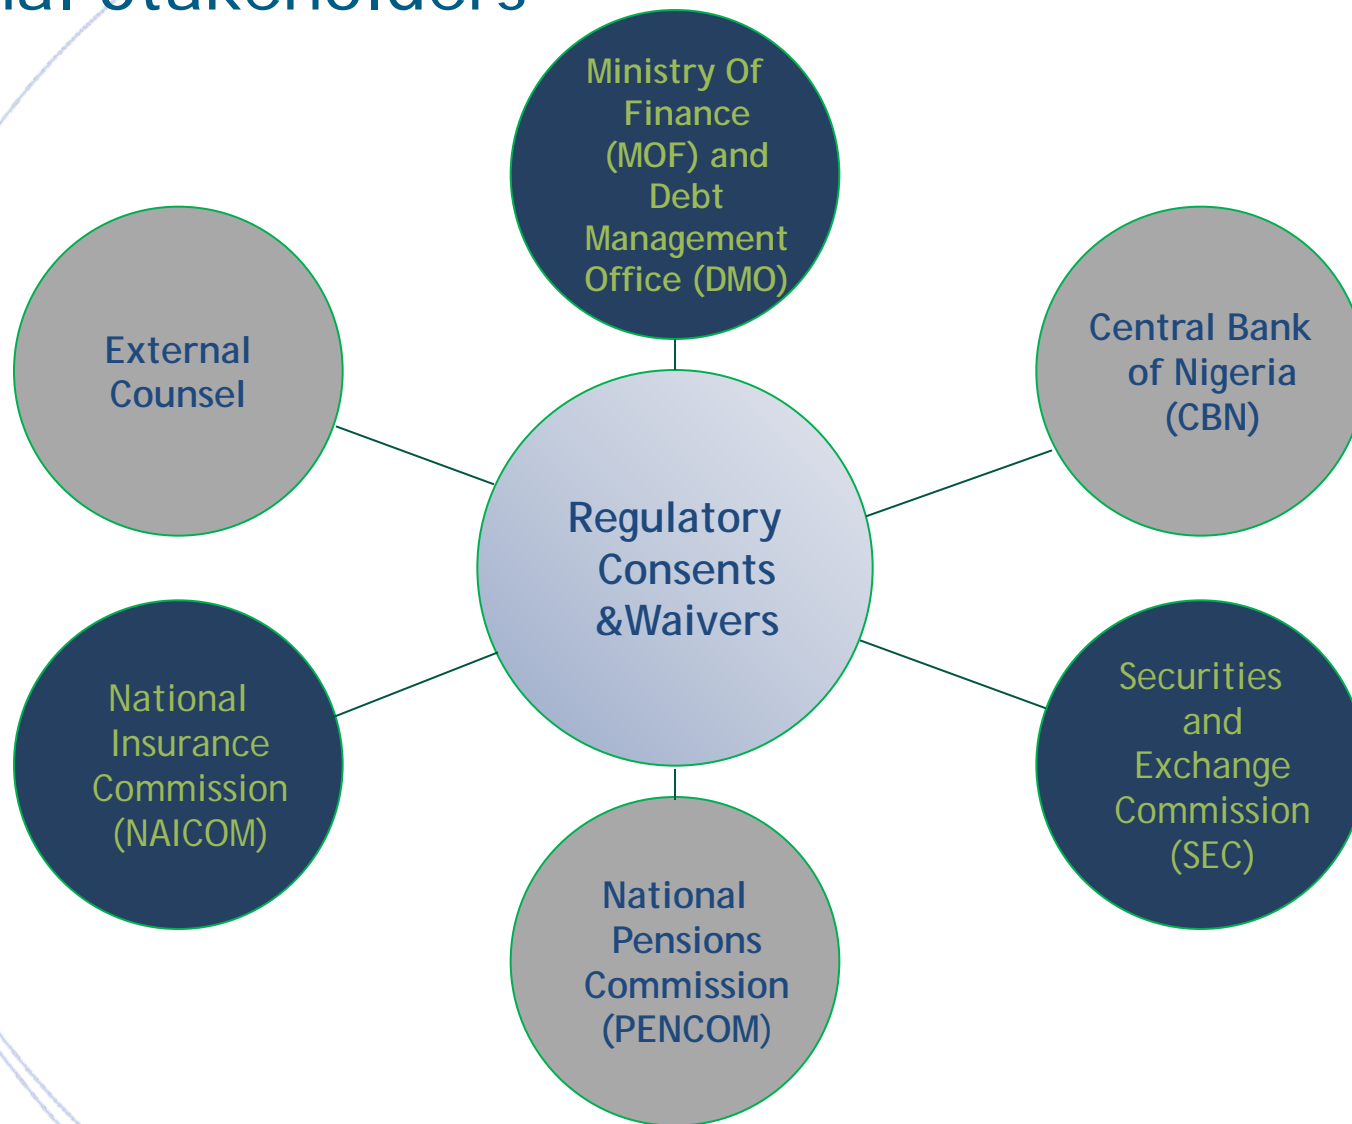 Stakeholders
Ministry Of
Finance
(MOF) and
Debt
Management
Office (DMO)
External
Counsel
Central Bank
of Nigeria
(CBN)
Regulatory
Consents
&Waivers
National
Insurance
Commission
(NAICOM)
Securities
and
Exchange
Commission
(SEC)
National
Pensions
Commission
(PENCOM)